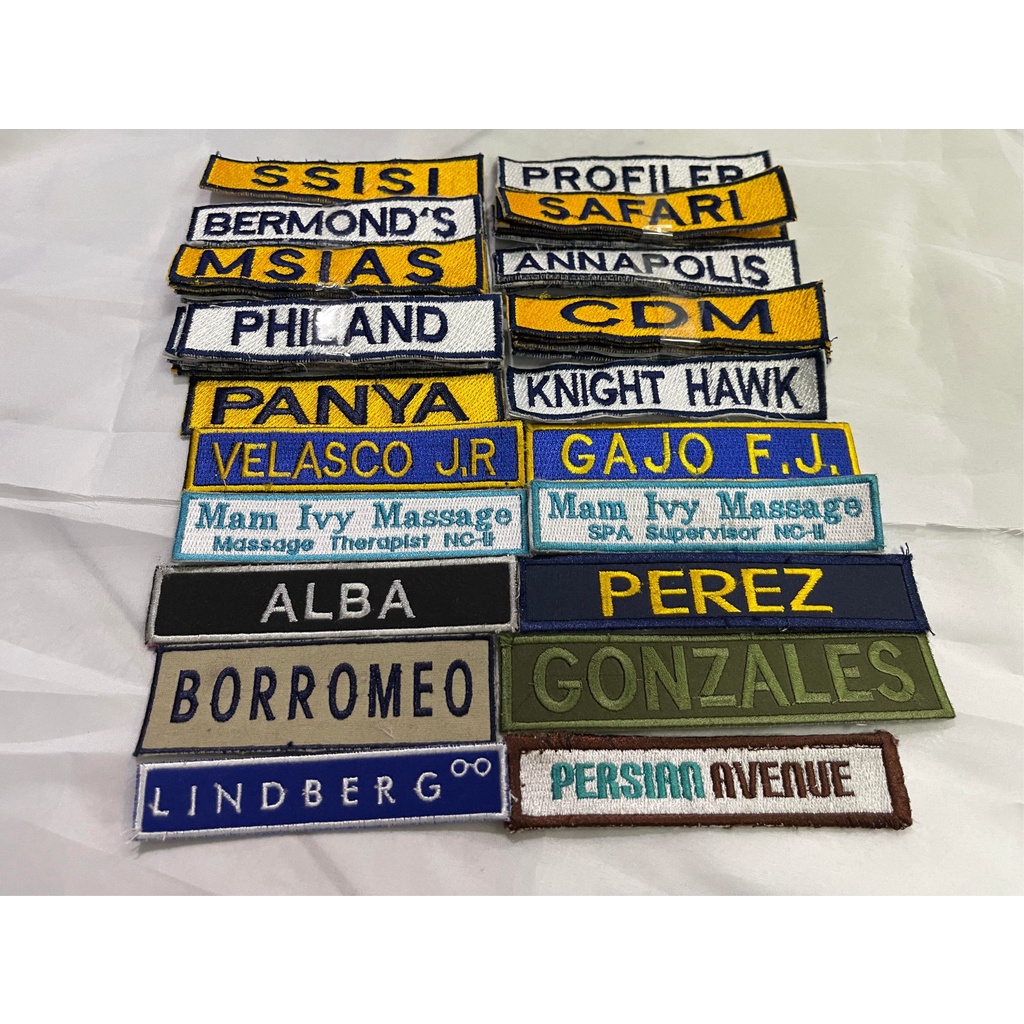 SSISI
PROFILER
BERMOND'S
SAFARI
MSIAS
ANNAPOLIS
PHILAND
CDM
PANYA
KNIGHT HAWK
VELASCO J.R
GAJO F.J.
Mam Ivy Massage
Massage Therapist NC-II
Mam Ivy Massage
SPA Supervisor NC-II
ALBA
PEREZ
BORROMEO
GONZALES
LINDBERG
PERSIAN AVENUE